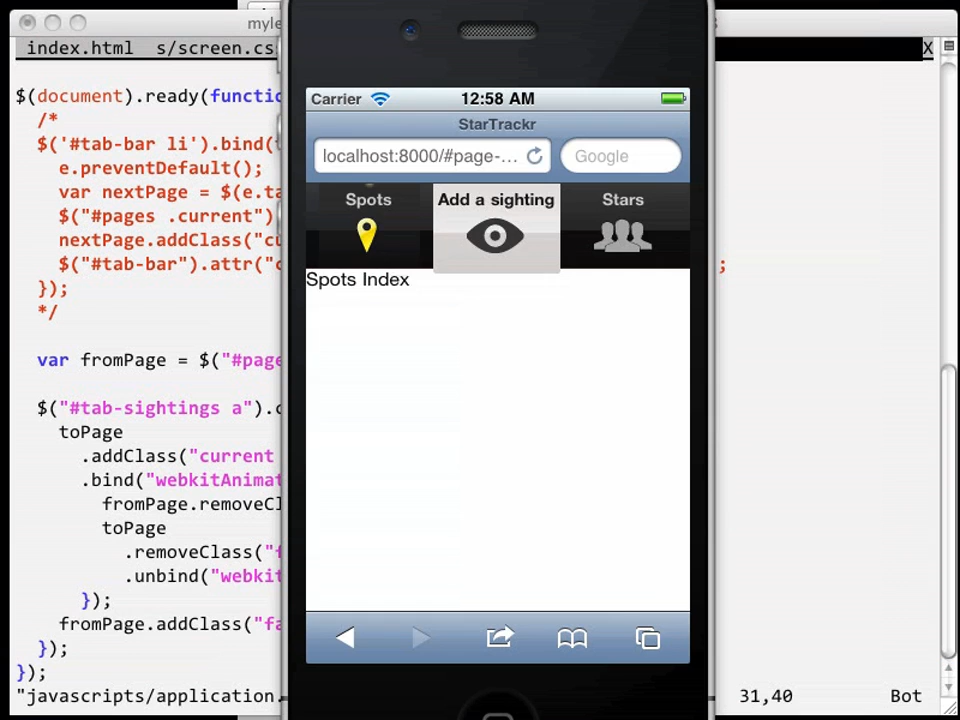 myle
index.html s/screen.cs
X
$(document).ready(functio
/*
$('#tab-bar li').bind(
e.preventDefault();
var nextPage = $(e.ta
$("#pages .current")
nextPage.addClass("cu
$("#tab-bar").attr("c
;
});
*/
var fromPage = $("#page
$("#tab-sightings a").c
toPage
.addClass("current
.bind("webkitAnimat
fromPage.removeCl
toPage
.removeClass("f
.unbind("webkit
});
fromPage.addClass("fa
});
});
"javascripts/application.
31,40
Bot
Carrier
12:58 AM
StarTrackr
localhost:8000/#page-...
Google
Spots
Add a sighting
Stars
Spots Index